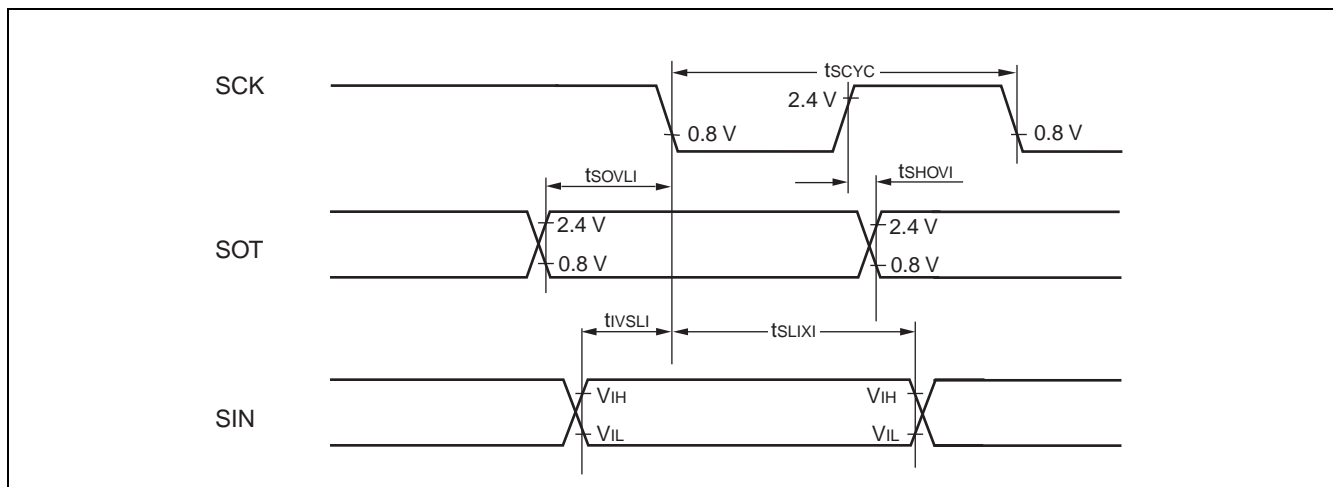 SCK
tSCYC
2.4 V
0.8 V
0.8 V
tSOVLI
tSHOVI
SOT
2.4 V
0.8 V
2.4 V
0.8 V
tIVSLI
tSLIXI
SIN
VIH
VIL
VIH
VIL